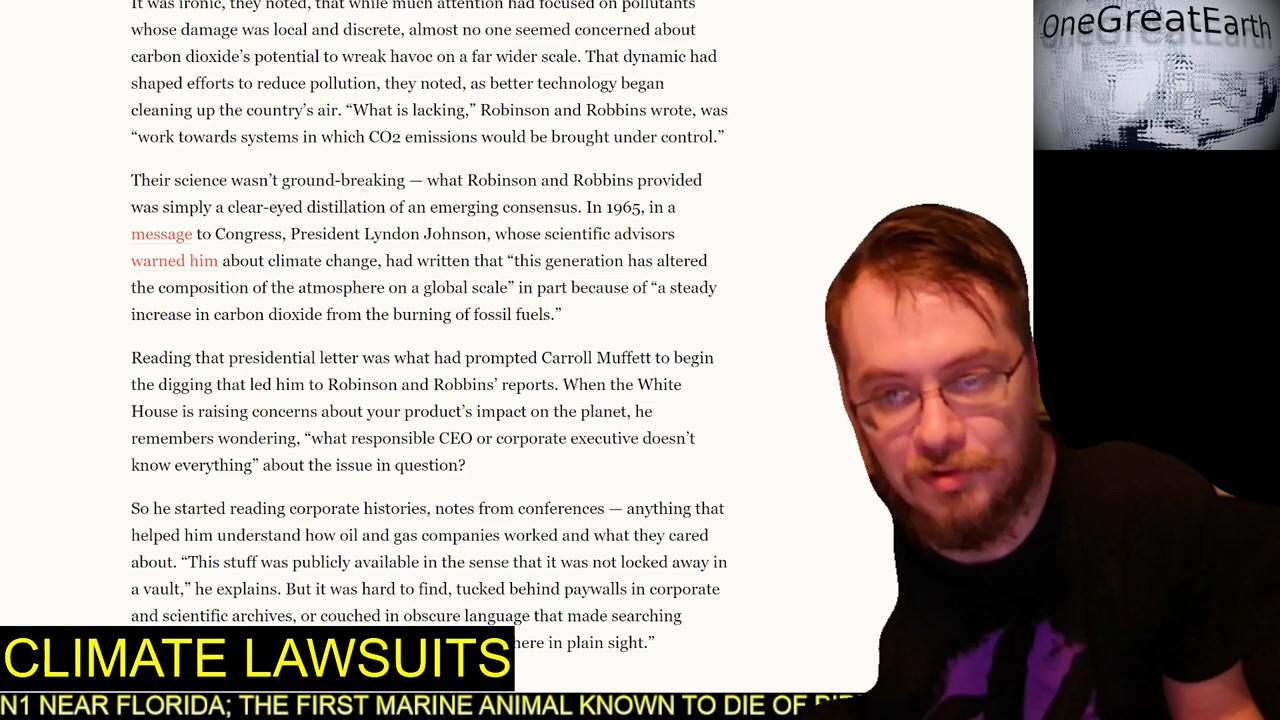 It was ironic, they noted, that while much attention had focused on pollutants
whose damage was local and discrete, almost no one seemed concerned about
carbon dioxide’s potential to wreak havoc on a far wider scale. That dynamic had
shaped efforts to reduce pollution, they noted, as better technology began
cleaning up the country’s air. “What is lacking,” Robinson and Robbins wrote, was
“work towards systems in which CO2 emissions would be brought under control.”
Their science wasn’t ground-breaking — what Robinson and Robbins provided
was simply a clear-eyed distillation of an emerging consensus. In 1965, in a
message to Congress, President Lyndon Johnson, whose scientific advisors
warned him about climate change, had written that “this generation has altered
the composition of the atmosphere on a global scale” in part because of “a steady
increase in carbon dioxide from the burning of fossil fuels.”
Reading that presidential letter was what had prompted Carroll Muffett to begin
the digging that led him to Robinson and Robbins’ reports. When the White
House is raising concerns about your product’s impact on the planet, he
remembers wondering, “what responsible CEO or corporate executive doesn’t
know everything” about the issue in question?
So he started reading corporate histories, notes from conferences — anything that
helped him understand how oil and gas companies worked and what they cared
about. “This stuff was publicly available in the sense that it was not locked away in
a vault,” he explains. But it was hard to find, tucked behind paywalls in corporate
and scientific archives, or couched in obscure language that made searching
here in plain sight.”
OneGreatEarth
CLIMATE LAWSUITS
N1 NEAR FLORIDA; THE FIRST MARINE ANIMAL KNOWN TO DIE OF